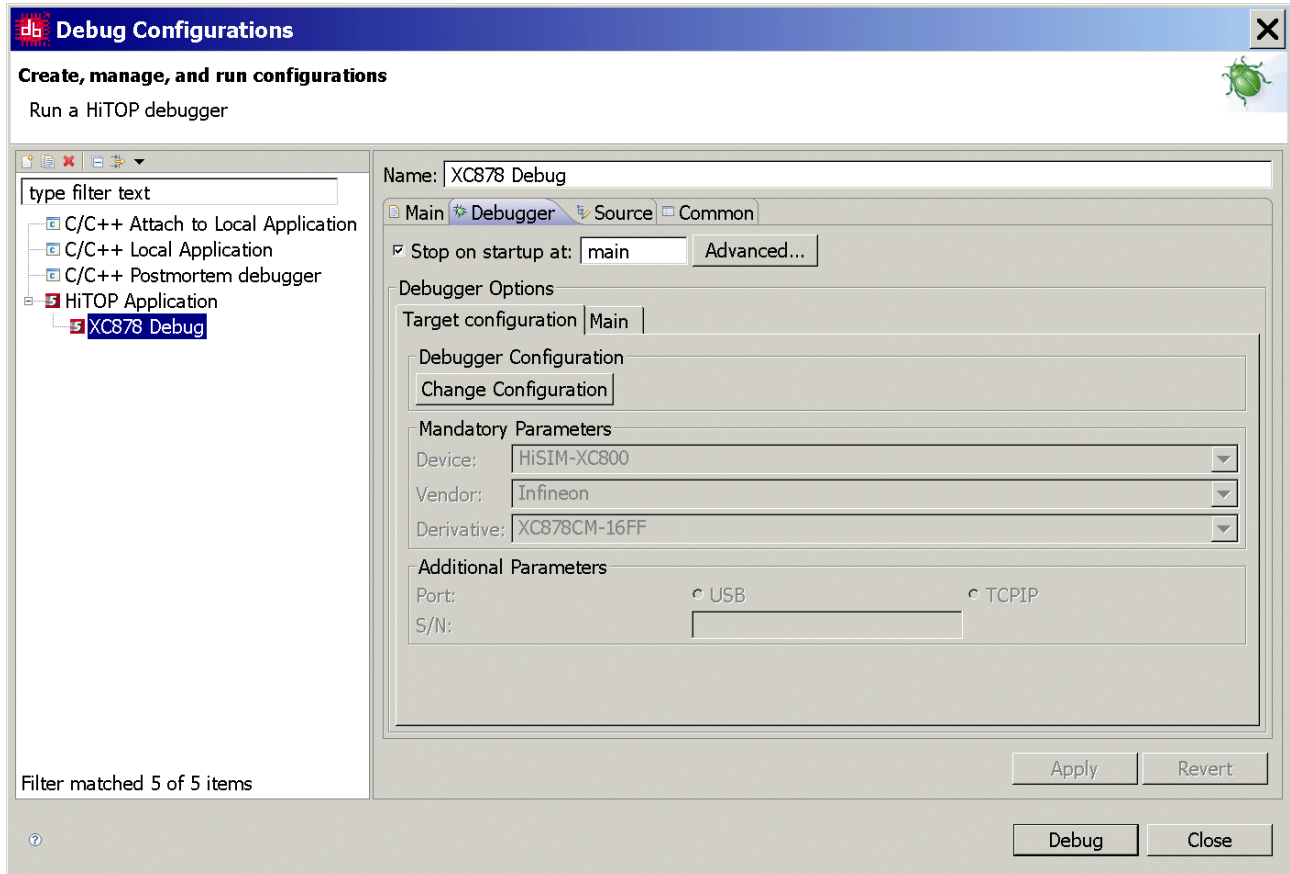 Debug Configurations
Create, manage, and run configurations
Run a HiTOP debugger
type filter text
C/C++ Attach to Local Application
C/C++ Local Application
C/C++ Postmortem debugger
HiTOP Application
XC878 Debug
Filter matched 5 of 5 items
Name: XC878 Debug
Main Debugger Source Common
Stop on startup at: main Advanced...
Debugger Options
Target configuration Main
Debugger Configuration
Change Configuration
Mandatory Parameters
Device: HiSIM-XC800
Vendor: Infineon
Derivative: XC878CM-16FF
Additional Parameters
Port: USB TCPIP
S/N:
Apply Revert
Debug Close